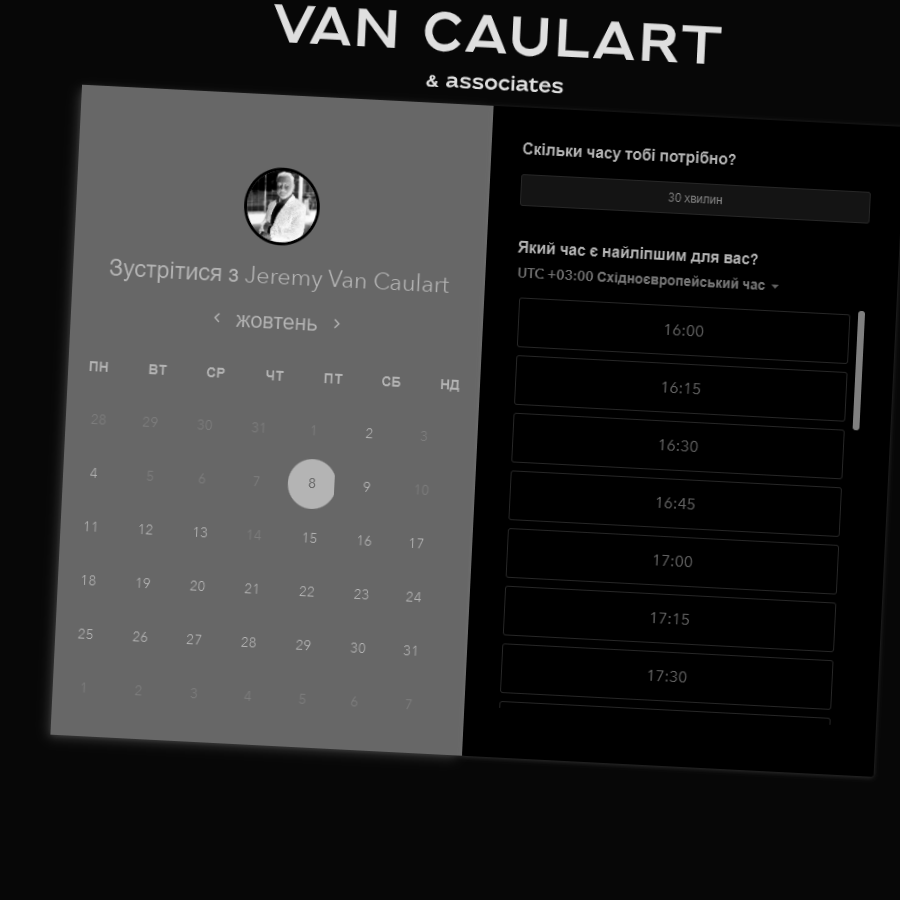 VAN CAULART
& associates
Зустрітися з Jeremy Van Caulart
жовтень
ПН ВТ СР ЧТ ПТ СБ НД
28 29 30 31 1 2 3
4 5 6 7 8 9 10
11 12 13 14 15 16 17
18 19 20 21 22 23 24
25 26 27 28 29 30 31
1 2 3 4 5 6 7
Скільки часу тобі потрібно?
30 хвилин
Який час є найліпшим для вас?
UTC +03:00 Східноєвропейський час
16:00
16:15
16:30
16:45
17:00
17:15
17:30